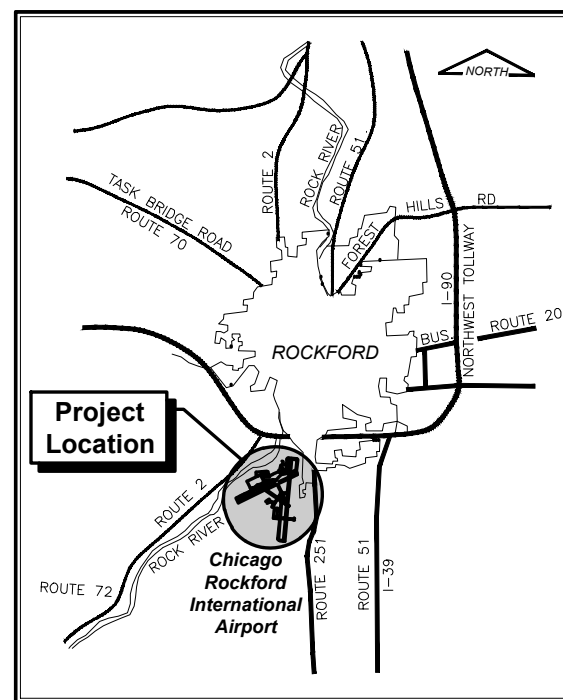 NORTH
ROUTE 2
ROCK RIVER
ROUTE 51.
TASK BRIDGE ROAD
ROUTE 70
FOREST
HILLS
RD
I-90
NORTHWEST TOLLWAY
BUS.
ROUTE 20
ROCKFORD
Project
Location
ROUTE 2
ROCK RIVER
ROUTE 72
Chicago
Rockford
International
Airport
ROUTE 251
ROUTE 51
I-39